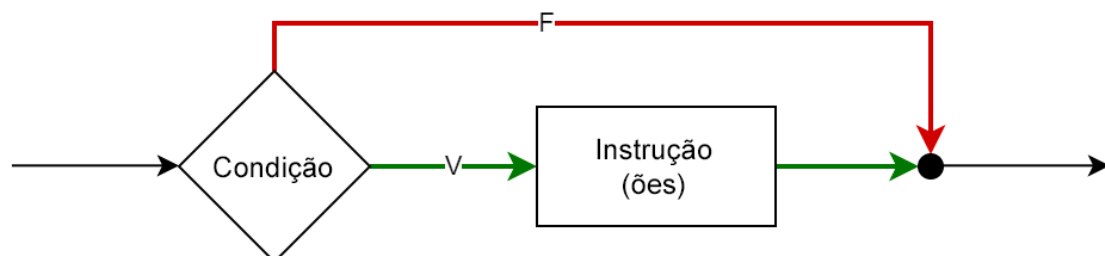 F
Condição
V
Instrução
(ões)